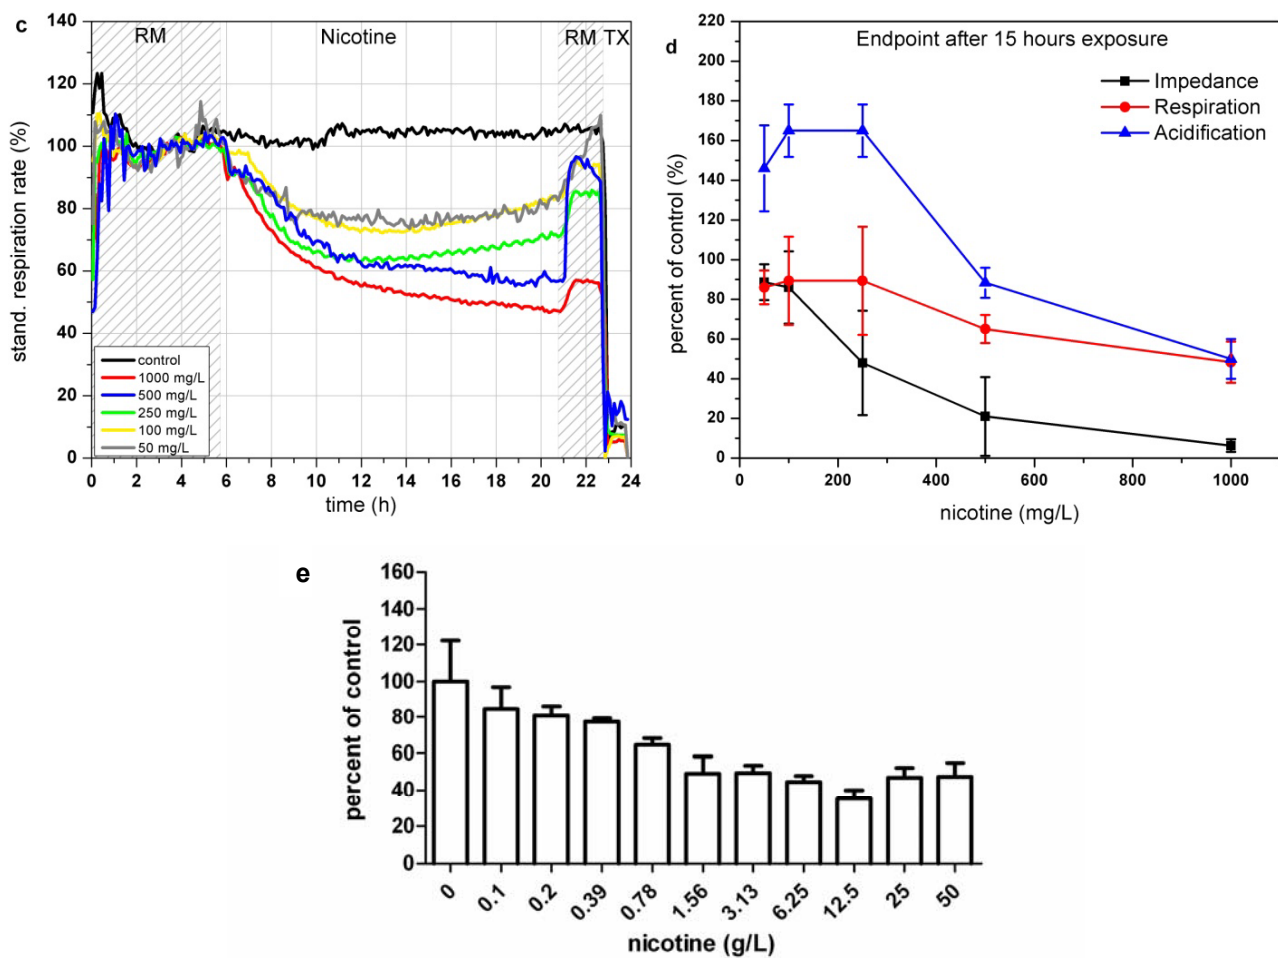 c
140
120
100
80
60
40
20
0
stand. respiration rate (%)
RM
Nicotine
RM TX
control
1000 mg/L
500 mg/L
250 mg/L
100 mg/L
50 mg/L
0 2 4 6 8 10 12 14 16 18 20 22 24
time (h)
d
220
200
180
160
140
120
100
80
60
40
20
0
percent of control (%)
Endpoint after 15 hours exposure
Impedance
Respiration
Acidification
0 200 400 600 800 1000
nicotine (mg/L)
e
160
140
120
100
80
60
40
20
0
percent of control
0 0.1 0.2 0.39 0.78 1.56 3.13 6.25 12.5 25 50
nicotine (g/L)